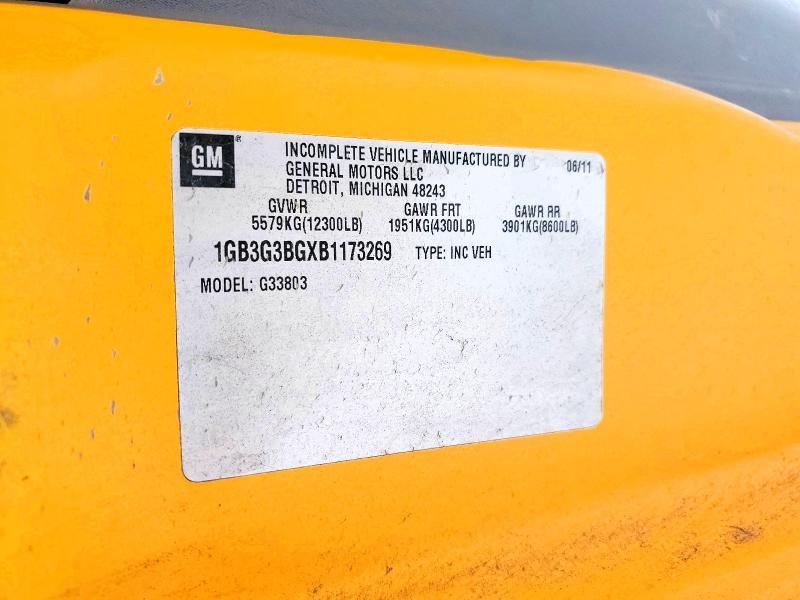 GM ®
INCOMPLETE VEHICLE MANUFACTURED BY 06/11
GENERAL MOTORS LLC
DETROIT, MICHIGAN 48243
GVWR GAWR FRT GAWR RR
5579KG(12300LB) 1951KG(4300LB) 3901KG(8600LB)
1GB3G3BGXB1173269 TYPE: INC VEH
MODEL: G33803